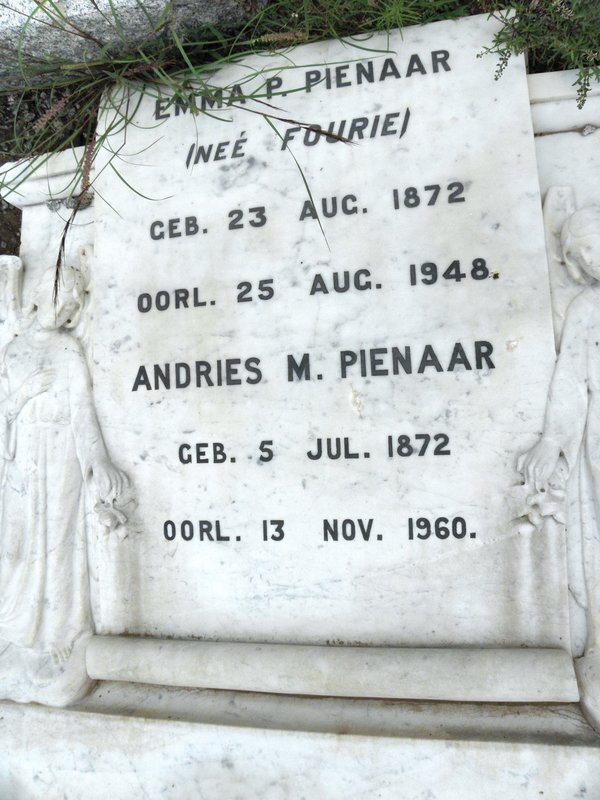 EMMA P. PIENAAR
(NEÉ FOURIE)
GEB. 23 AUG. 1872
OORL. 25 AUG. 1948.
ANDRIES M. PIENAAR
GEB. 5 JUL. 1872
OORL. 13 NOV. 1960.